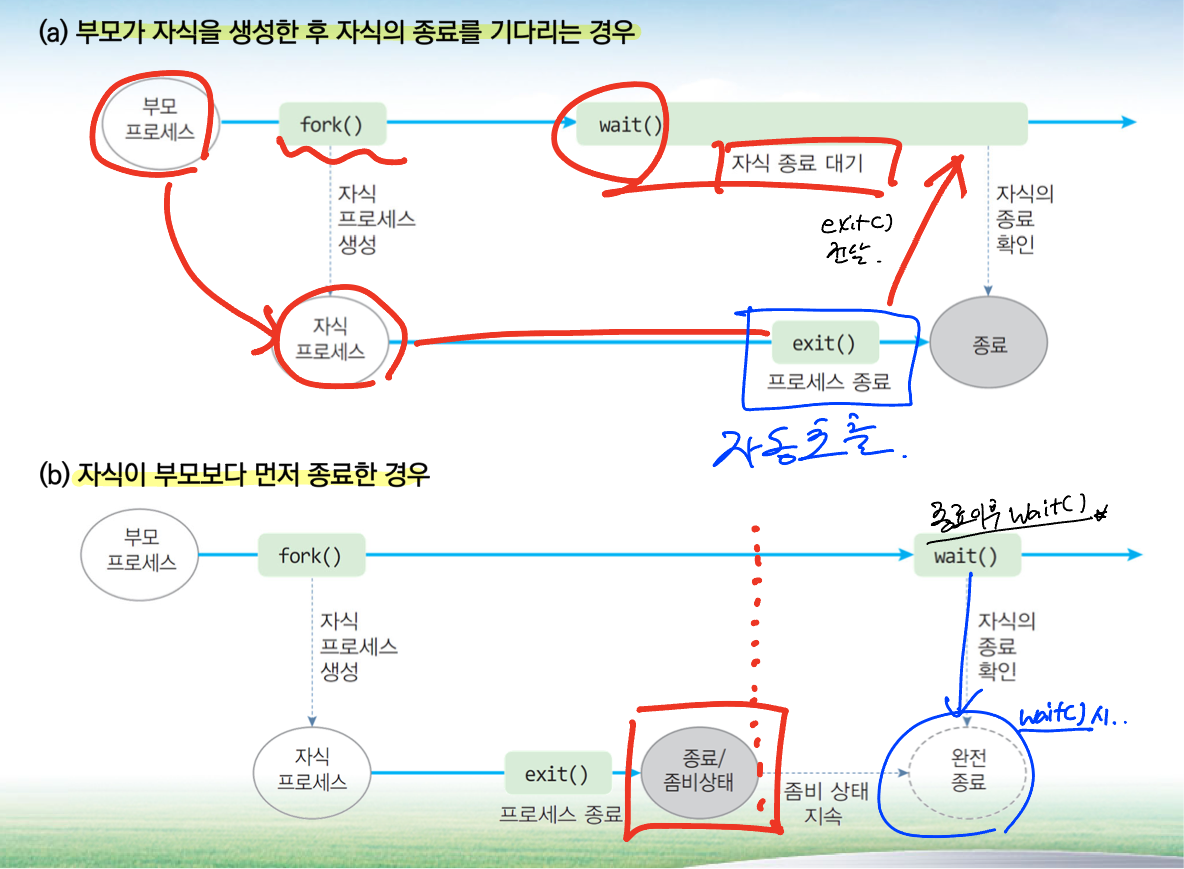 (a) 부모가 자식을 생성한 후 자식의 종료를 기다리는 경우
부모
프로세스
fork()
wait()
자식 종료 대기
자식
프로세스
생성
exit()
전달.
자식의
종료
확인
자식
프로세스
exit()
프로세스 종료
종료
자동호출.
(b) 자식이 부모보다 먼저 종료한 경우
종료이후 wait()
부모
프로세스
fork()
wait()
자식
프로세스
생성
자식의
종료
확인
wait() 시..
자식
프로세스
exit()
프로세스 종료
종료/
좀비상태
좀비 상태
지속
완전
종료